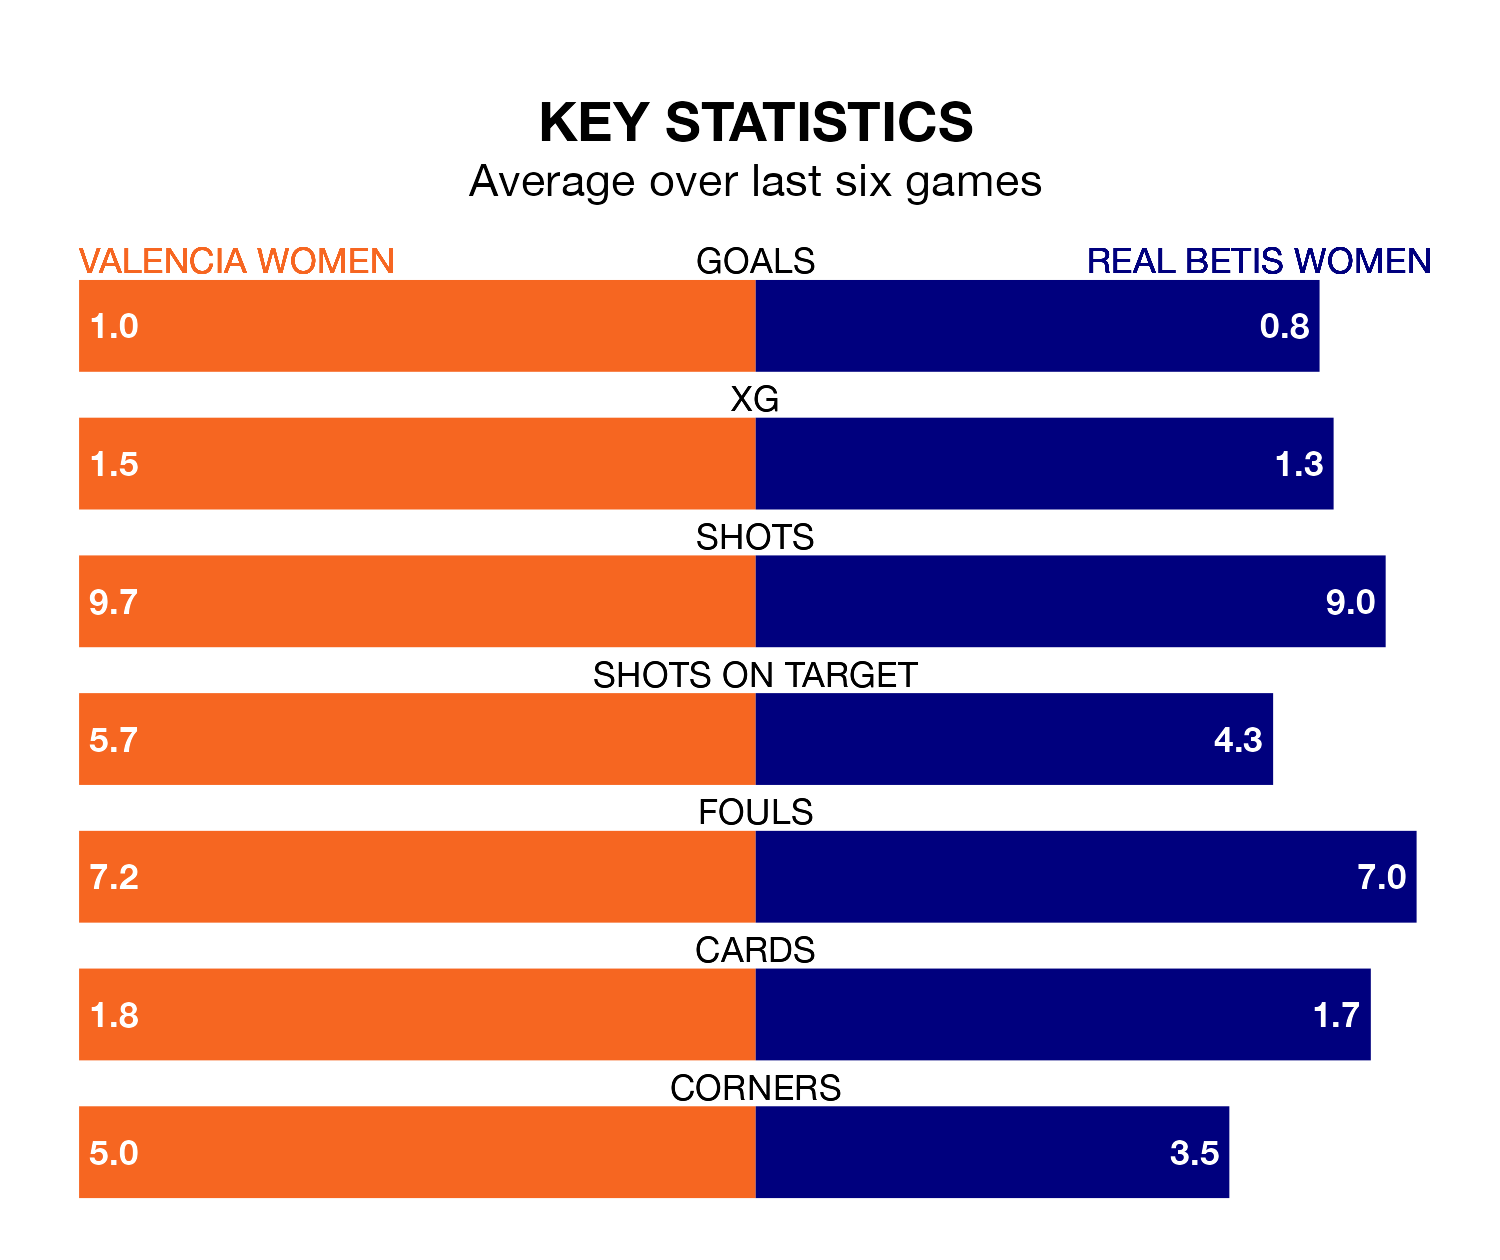 KEY STATISTICS
Average over last six games
VALENCIA WOMEN GOALS REAL BETIS WOMEN
1.0 0.8
XG
1.5 1.3
SHOTS
9.7 9.0
SHOTS ON TARGET
5.7 4.3
FOULS
7.2 7.0
CARDS
1.8 1.7
CORNERS
5.0 3.5